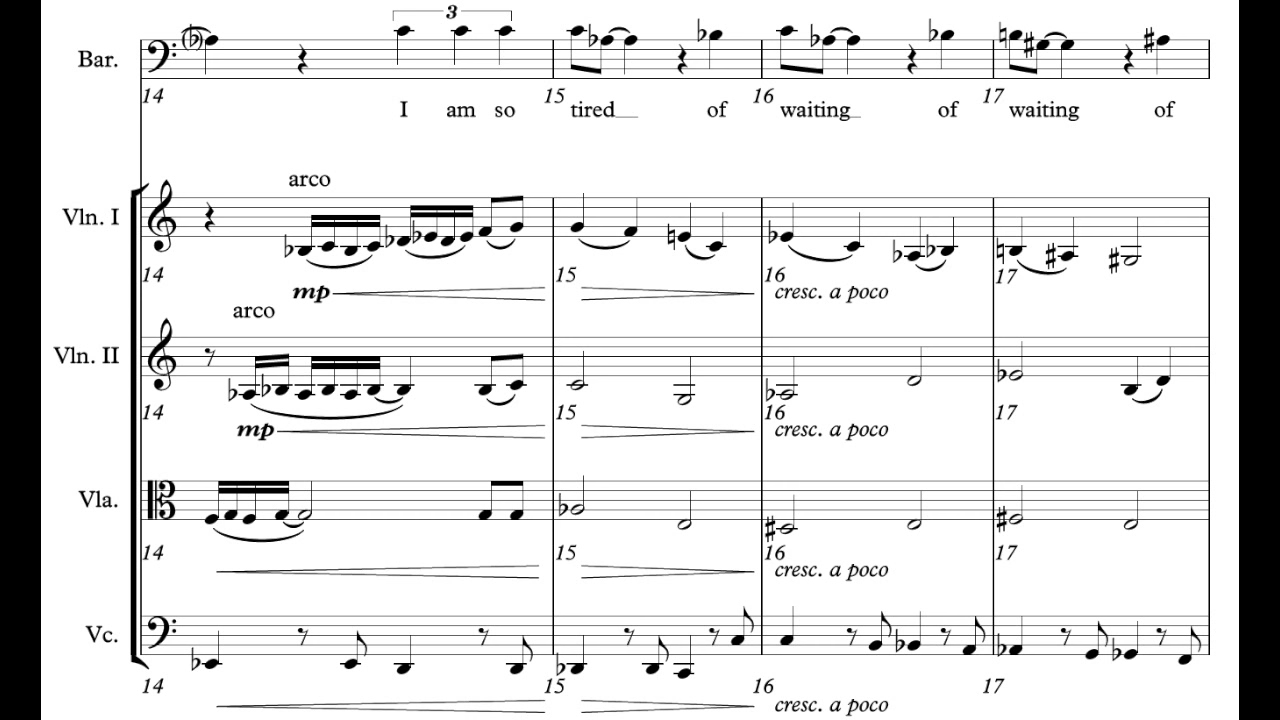 3
Bar.
14 15 16 17
I am so tired of waiting of waiting of
arco
Vln. I
14 15 16 17
mp cresc. a poco
arco
Vln. II
14 15 16 17
mp cresc. a poco
Vla.
14 15 16 17
cresc. a poco
Vc.
14 15 16 17
cresc. a poco